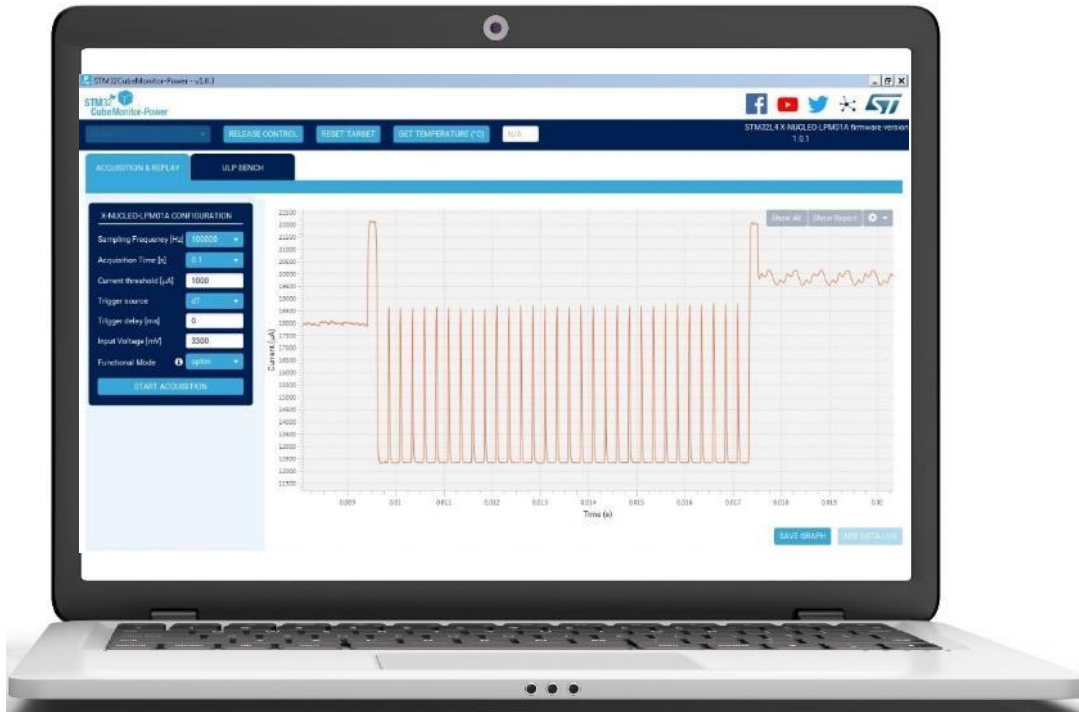 STM32CubeMonitor-Power - v1.0.3
STM32
CubeMonitor-Power
RELEASE CONTROL
RESET TARGET
GET TEMPERATURE (°C)
N/A
STM32L4 X-NUCLEO-LPM01A firmware version
1.0.1
ACQUISITION & REPLAY
ULP BENCH
X-NUCLEO-LPM01A CONFIGURATION
Sampling Frequency [Hz] 100000
Acquisition Time [s] 0.1
Current threshold [µA] 1000
Trigger source
Trigger delay [ms] 0
Input Voltage [mV] 3300
Functional Mode optim
START ACQUISITION
Show All
Show Report
22500
22000
21500
21000
20500
20000
19500
19000
18500
18000
17500
17000
16500
16000
15500
15000
14500
14000
13500
13000
12500
12000
11500
Current (µA)
0.009
0.01
0.011
0.012
0.013
0.014
0.015
0.016
0.017
0.018
0.019
0.02
Time (s)
SAVE GRAPH